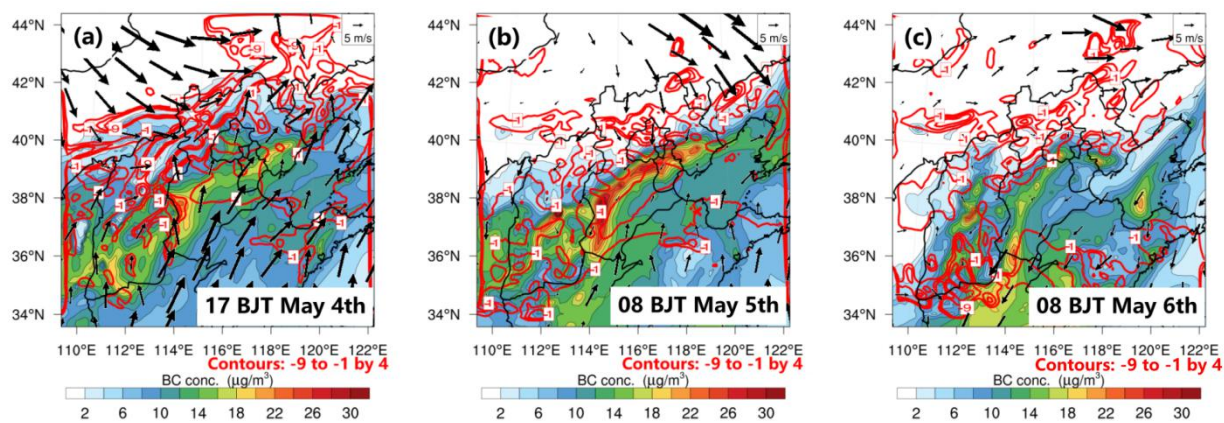 (a)
5 m/s
42°N
40°N
38°N
36°N
34°N
-9
-1
17 BJT May 4th
110°E 112°E 114°E 116°E 118°E 120°E 122°E
Contours: -9 to -1 by 4
BC conc. (μg/m³)
2 6 10 14 18 22 26 30
(b)
5 m/s
42°N
40°N
38°N
36°N
34°N
-1
08 BJT May 5th
110°E 112°E 114°E 116°E 118°E 120°E 122°E
Contours: -9 to -1 by 4
BC conc. (μg/m³)
2 6 10 14 18 22 26 30
(c)
5 m/s
42°N
40°N
38°N
36°N
34°N
-1
-9
08 BJT May 6th
110°E 112°E 114°E 116°E 118°E 120°E 122°E
Contours: -9 to -1 by 4
BC conc. (μg/m³)
2 6 10 14 18 22 26 30